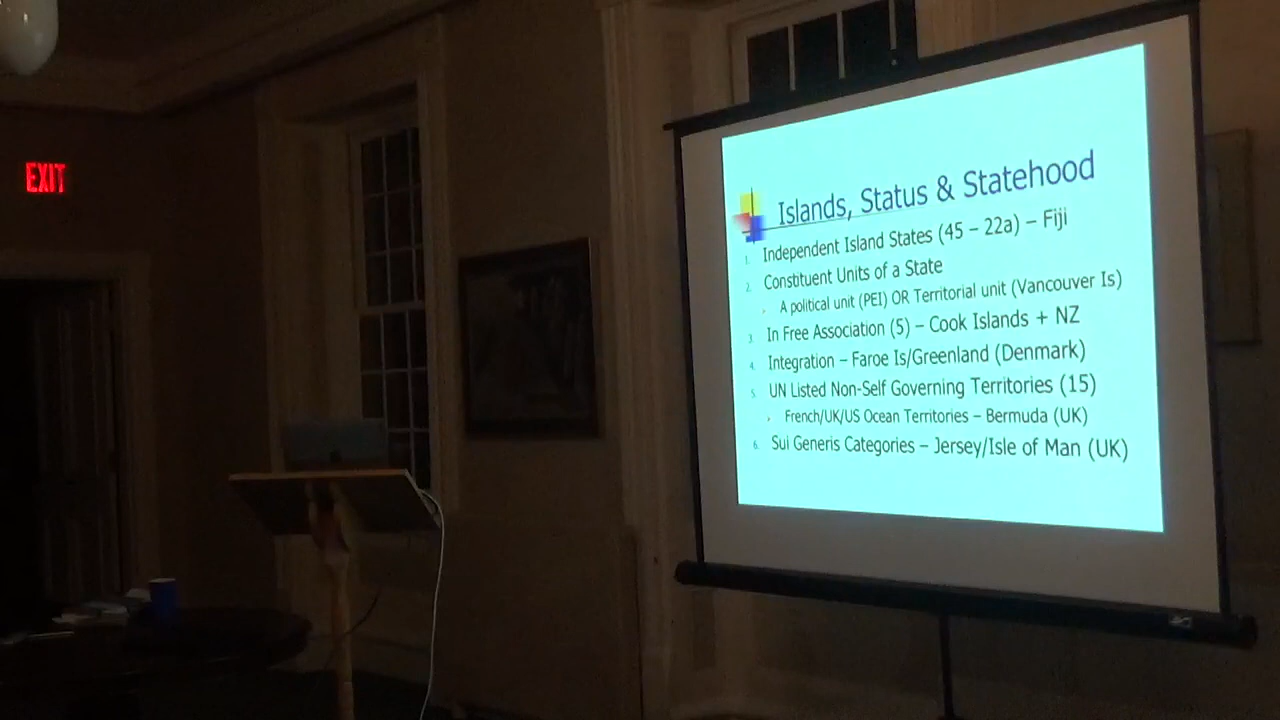 EXIT
Islands, Status & Statehood
1. Independent Island States (45 – 22a) – Fiji
2. Constituent Units of a State
A political unit (PEI) OR Territorial unit (Vancouver Is)
3. In Free Association (5) – Cook Islands + NZ
4. Integration – Faroe Is/Greenland (Denmark)
5. UN Listed Non-Self Governing Territories (15)
French/UK/US Ocean Territories – Bermuda (UK)
6. Sui Generis Categories – Jersey/Isle of Man (UK)